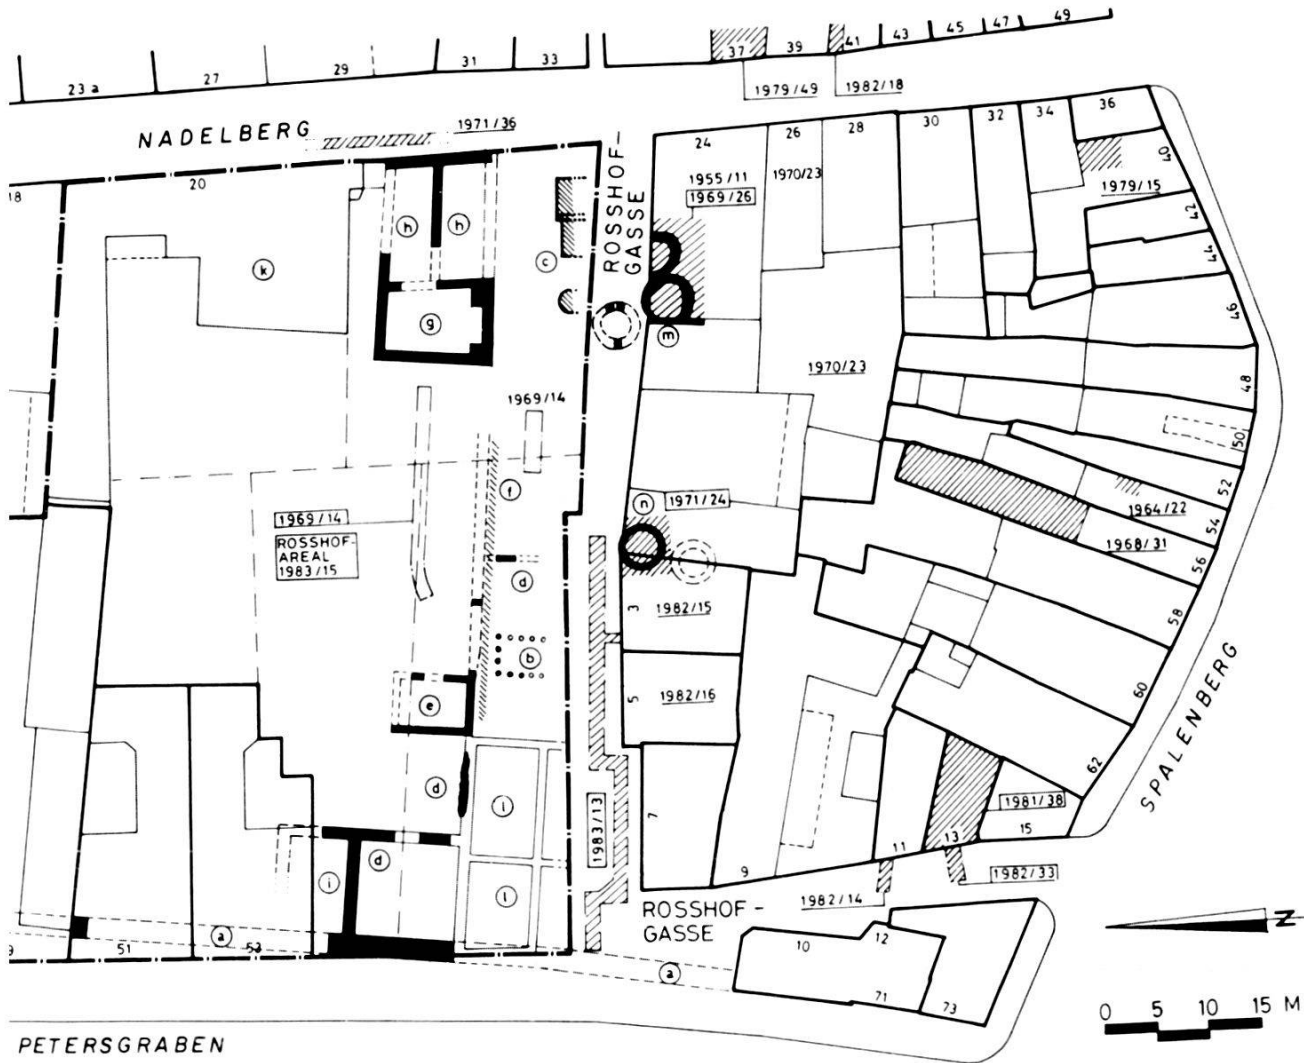 23a 27 29 31 33 37 39 41 43 45 47 49
1979/49 1982/18
NADELBERG
1971/36
ROSSHOF-
GASSE
18 20
24 26 28 30 32 34 36
1955/11
1969/26
1970/23
1979/15
40
42
44
46
48
50
52
54
56
58
60
62
h h
k c
g
m
1970/23
1969/14
f
n 1971/24
1964/22
1968/31
1969/14
ROSSHOF-
AREAL
1983/15
d
3 1982/15
b
5 1982/16
e
SPALENBERG
d l
1983/13
7
1981/38
15
13
11
9
i d l
1982/14 1982/33
ROSSHOF-
GASSE
a
51 53
a
10 12
71 73
N
0 5 10 15 M
PETERSGRABEN